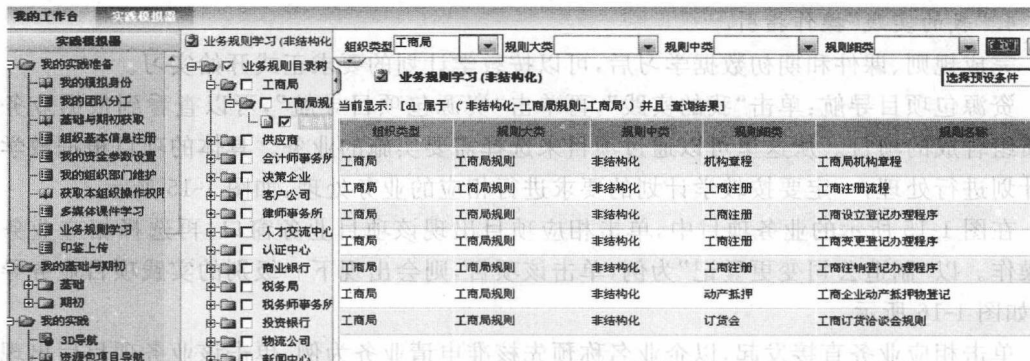 我的工作台 实践模拟器
实践模拟器
我的实践准备
我的模拟身份
我的团队分工
基础与期初获取
组织基本信息注册
我的资金参数设置
我的组织部门维护
获取本组织操作权限
多媒体课件学习
业务规则学习
印鉴上传
我的基础与期初
基础
期初
我的实践
3D导航
资源包项目导航
业务规则学习(非结构化
业务规则目录树
工商局
工商局规
供应商
会计师事务所
决策企业
客户公司
律师事务所
人才交流中心
认证中心
商业银行
税务局
税务师事务所
投资银行
物流公司
新闻中心
组织类型 工商局 规则大类 规则中类 规则细类 查询
业务规则学习(非结构化) 选择预设条件
当前显示: [d1 属于 ('非结构化-工商局规则-工商局')并且 查询结果]
组织类型 规则大类 规则中类 规则细类 规则名称
工商局 工商局规则 非结构化 机构章程 工商局机构章程
工商局 工商局规则 非结构化 工商注册 工商注册流程
工商局 工商局规则 非结构化 工商注册 工商设立登记办理程序
工商局 工商局规则 非结构化 工商注册 工商变更登记办理程序
工商局 工商局规则 非结构化 工商注册 工商注销登记办理程序
工商局 工商局规则 非结构化 动产抵押 工商企业动产抵押物登记
工商局 工商局规则 非结构化 订货会 工商订货洽谈会规则